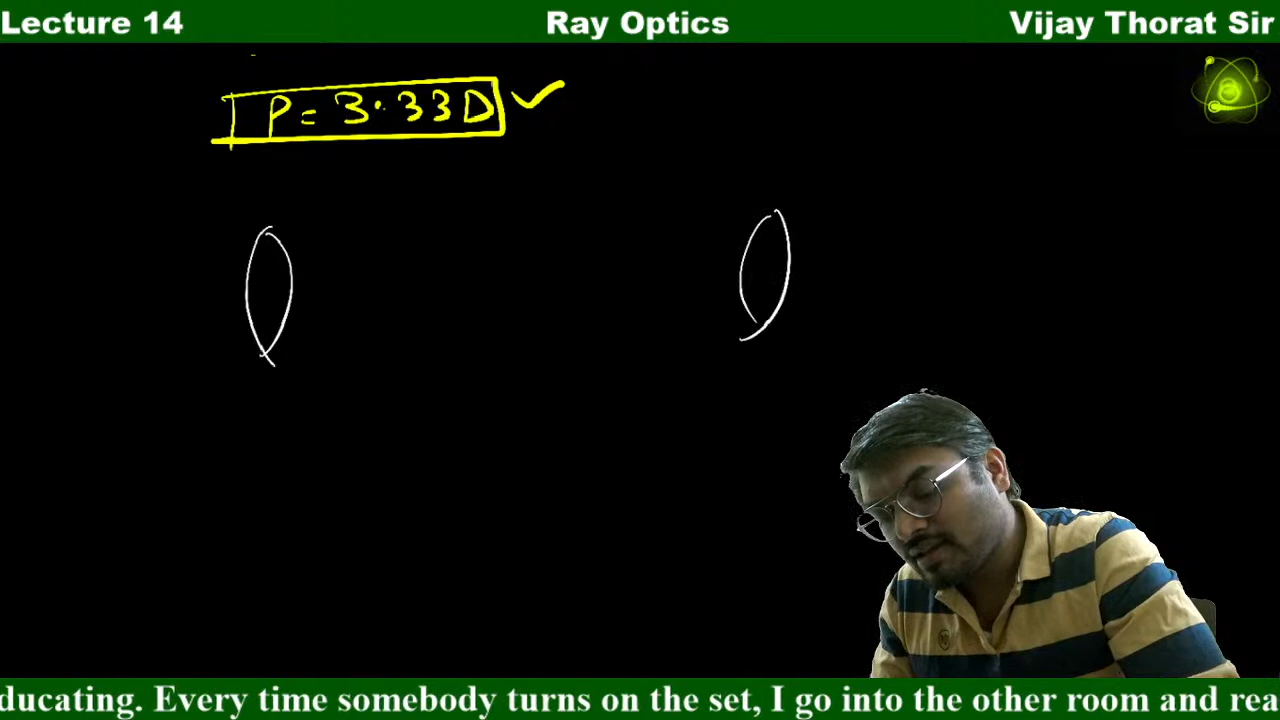 Lecture 14 Ray Optics Vijay Thorat Sir
P = 3.33 D
ducating. Every time somebody turns on the set, I go into the other room and rea